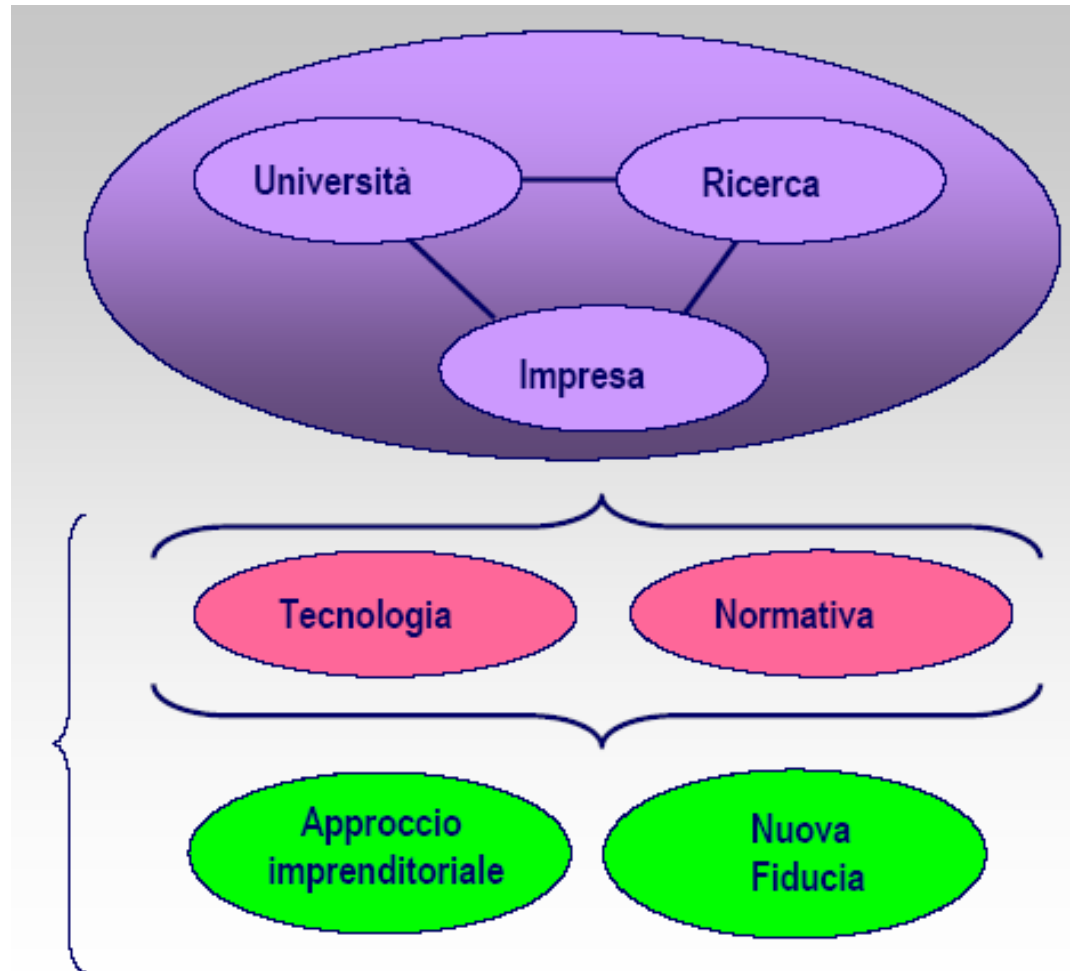 Università
Ricerca
Impresa
Tecnologia
Normativa
Approccio
imprenditoriale
Nuova
Fiducia